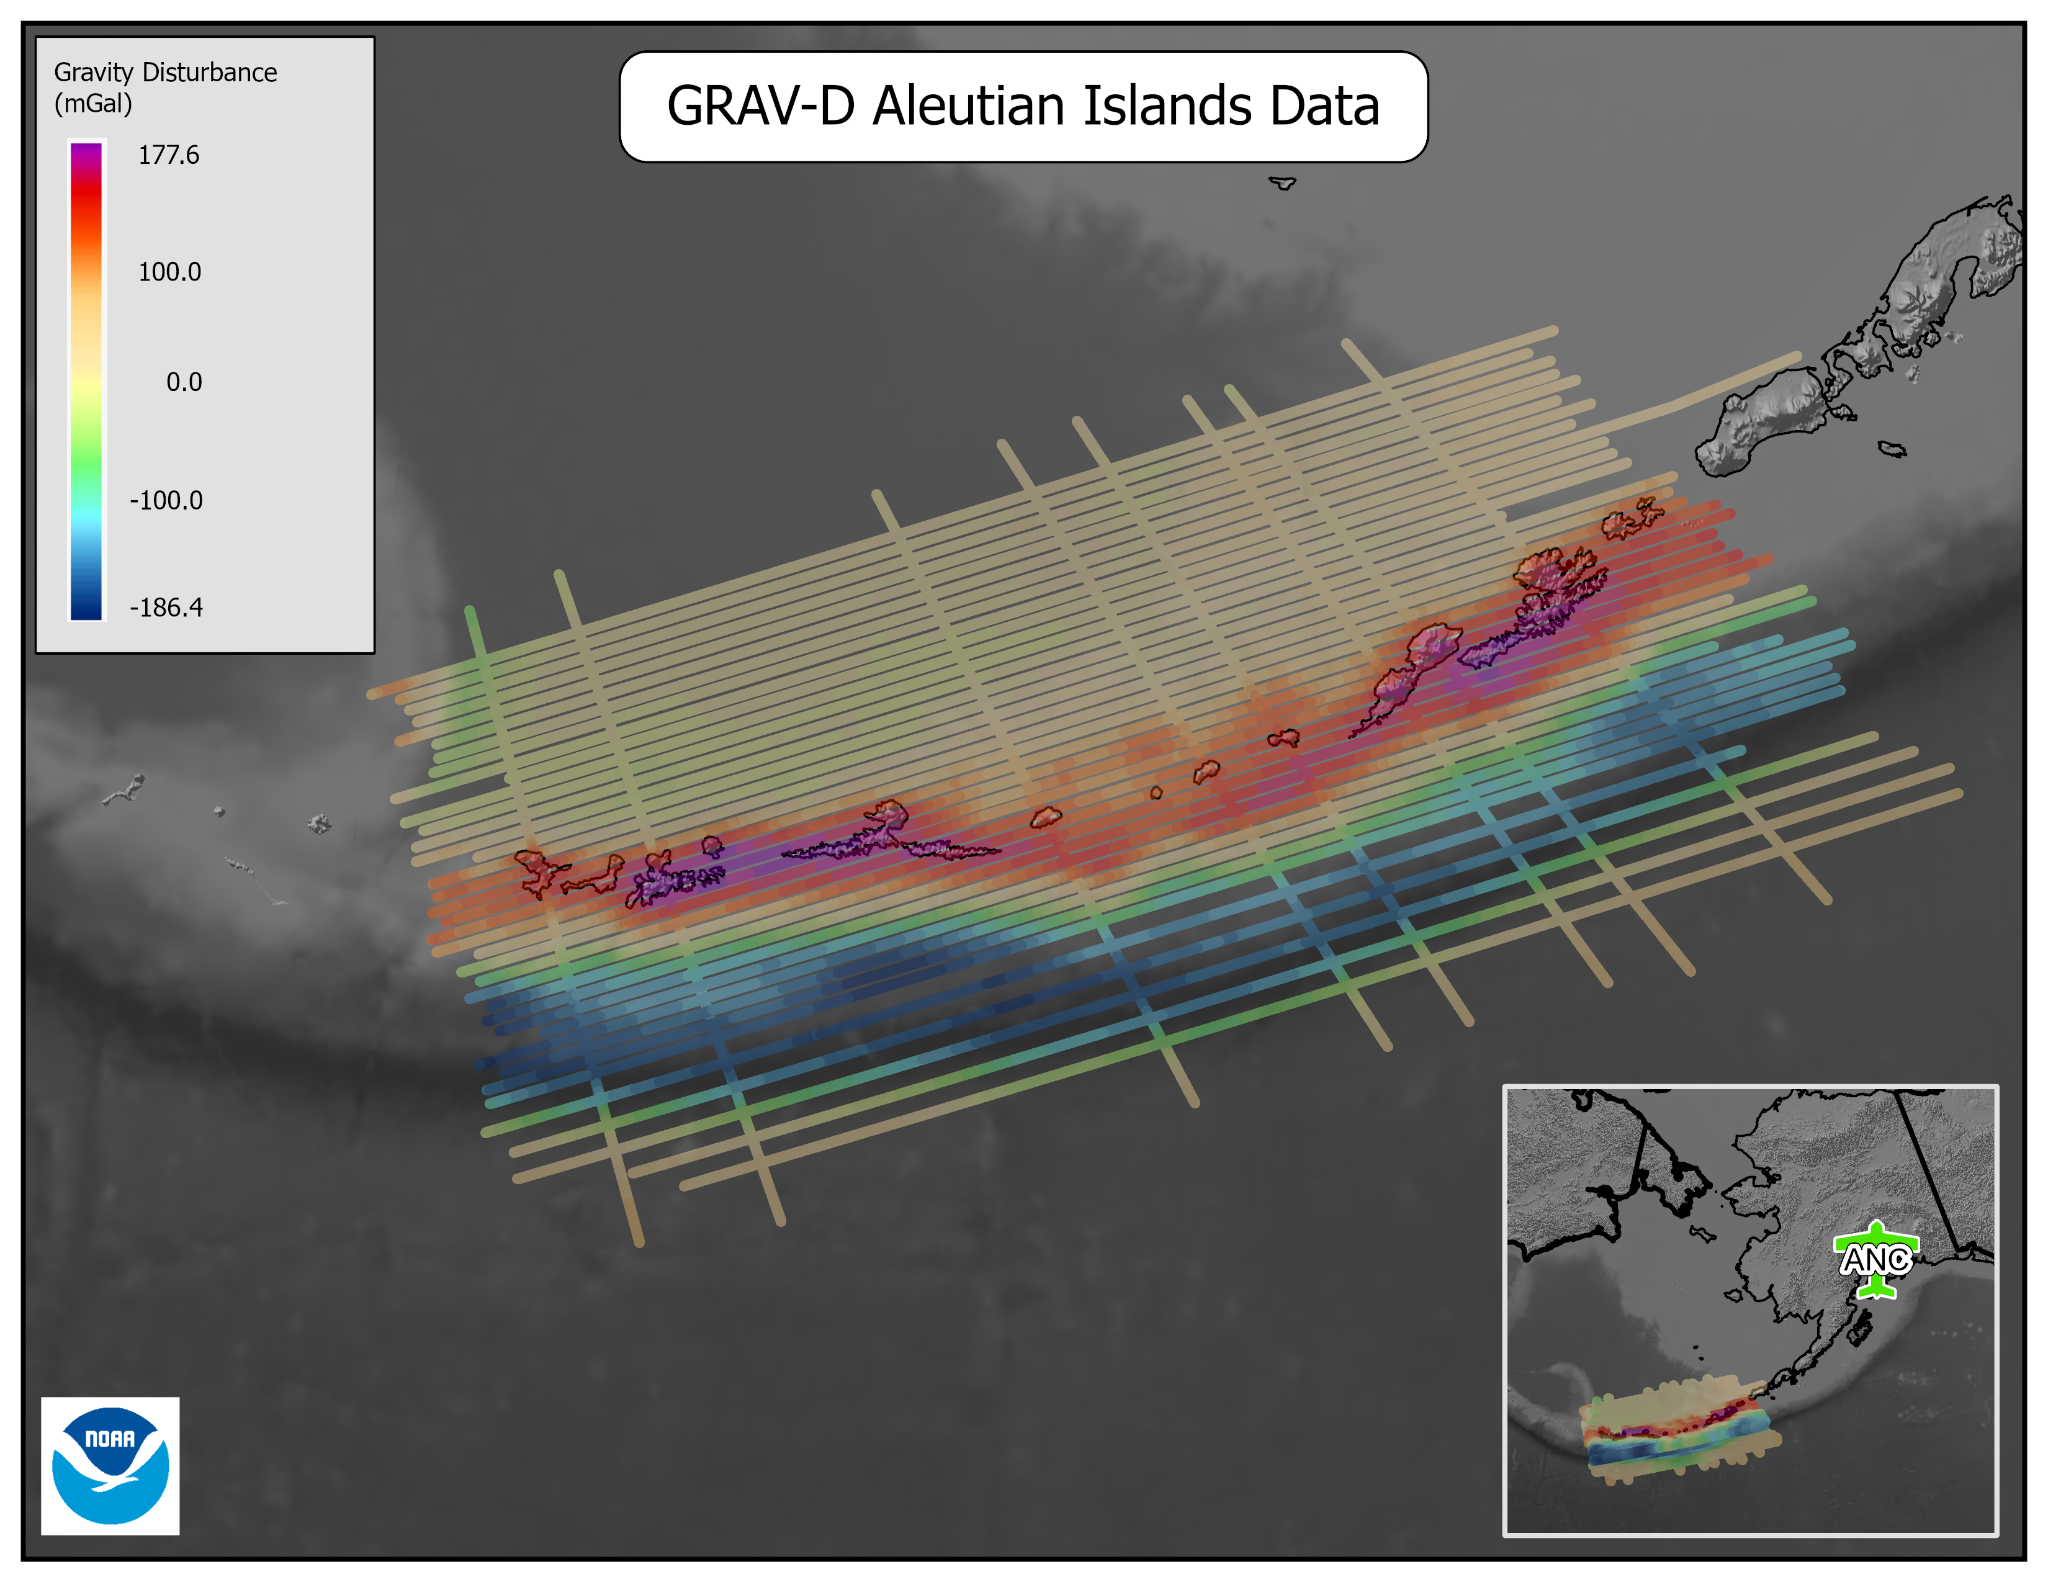 GRAV-D Aleutian Islands Data
Gravity Disturbance
(mGal)
177.6
100.0
0.0
-100.0
-186.4
ANC
NOAA